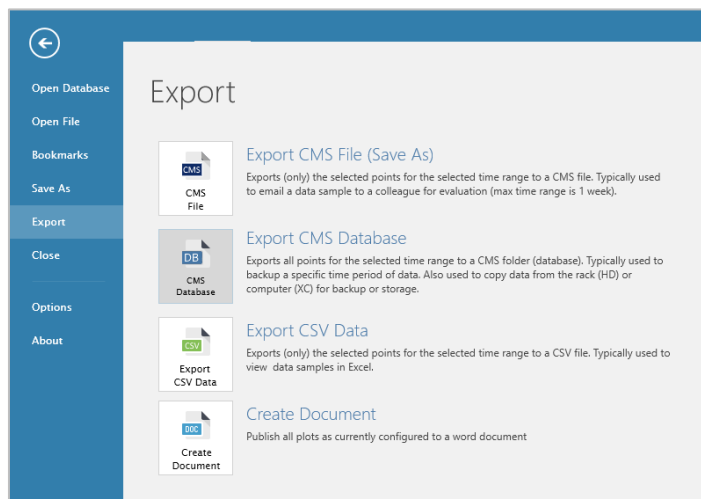 Open Database
Open File
Bookmarks
Save As
Export
Close
Options
About
Export
CMS
CMS
File
Export CMS File (Save As)
Exports (only) the selected points for the selected time range to a CMS file. Typically used
to email a data sample to a colleague for evaluation (max time range is 1 week).
DB
CMS
Database
Export CMS Database
Exports all points for the selected time range to a CMS folder (database). Typically used to
backup a specific time period of data. Also used to copy data from the rack (HD) or
computer (XC) for backup or storage.
CSV
Export
CSV Data
Export CSV Data
Exports (only) the selected points for the selected time range to a CSV file. Typically used to
view data samples in Excel.
DOC
Create
Document
Create Document
Publish all plots as currently configured to a word document